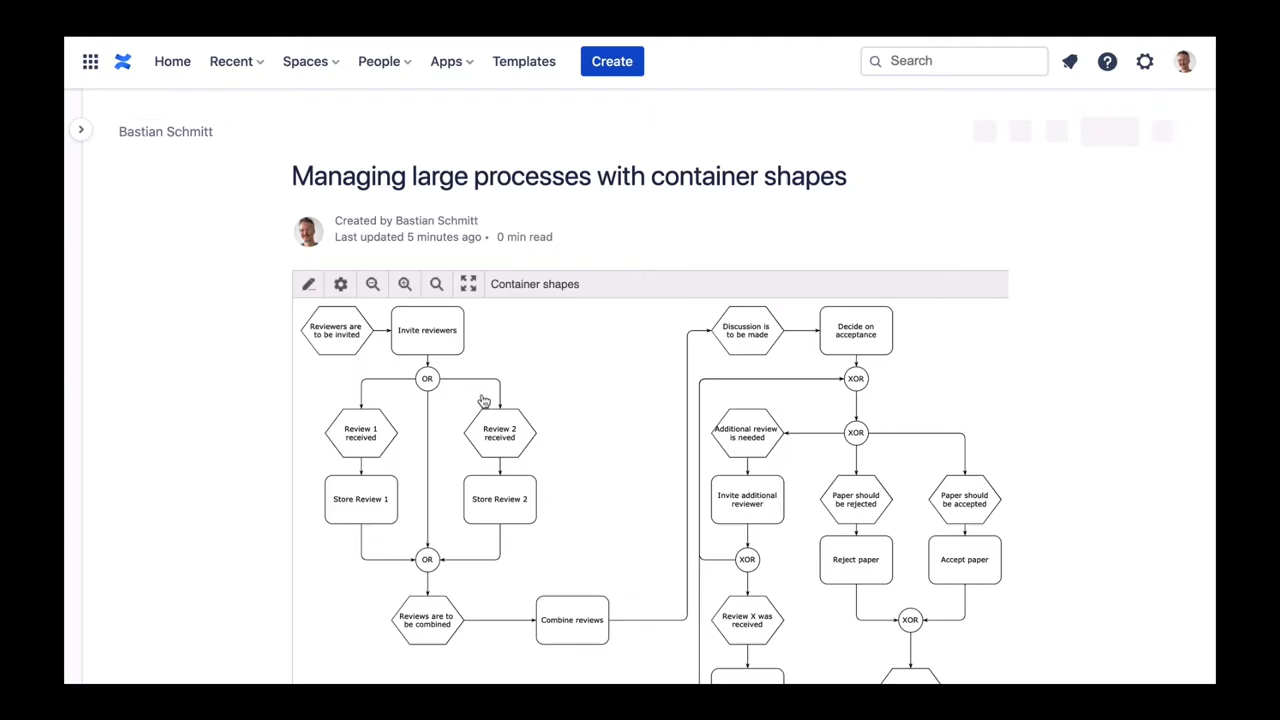 Home
Recent
Spaces
People
Apps
Templates
Create
Search
Bastian Schmitt
Managing large processes with container shapes
Created by Bastian Schmitt
Last updated 5 minutes ago • 0 min read
Container shapes
Reviewers are
to be invited
Invite reviewers
OR
Review 1
received
Review 2
received
Store Review 1
Store Review 2
OR
Reviews are to
be combined
Combine reviews
Discussion is
to be made
Decide on
acceptance
XOR
Additional review
is needed
XOR
Invite additional
reviewer
Paper should
be rejected
Paper should
be accepted
XOR
Reject paper
Accept paper
Review X was
received
XOR